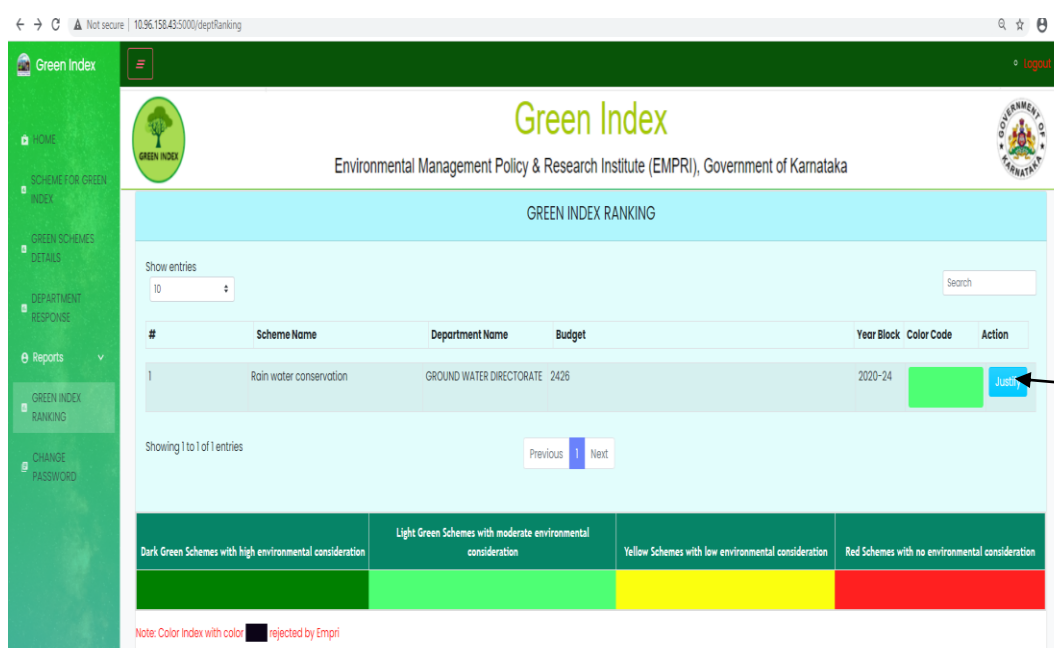 Not secure | 10.96.158.43:5000/deptRanking
Green Index
Logout
HOME
SCHEME FOR GREEN
INDEX
GREEN SCHEMES
DETAILS
DEPARTMENT
RESPONSE
Reports
GREEN INDEX
RANKING
CHANGE
PASSWORD
GREEN INDEX
Green Index
Environmental Management Policy & Research Institute (EMPRI), Government of Karnataka
GOVERNMENT OF KARNATAKA
GREEN INDEX RANKING
Show entries
10
Search
# Scheme Name Department Name Budget Year Block Color Code Action
1 Rain water conservation GROUND WATER DIRECTORATE 2426 2020-24 Justify
Showing 1 to 1 of 1 entries
Previous 1 Next
Dark Green Schemes with high environmental consideration
Light Green Schemes with moderate environmental
consideration
Yellow Schemes with low environmental consideration
Red Schemes with no environmental consideration
Note: Color Index with color rejected by Empri